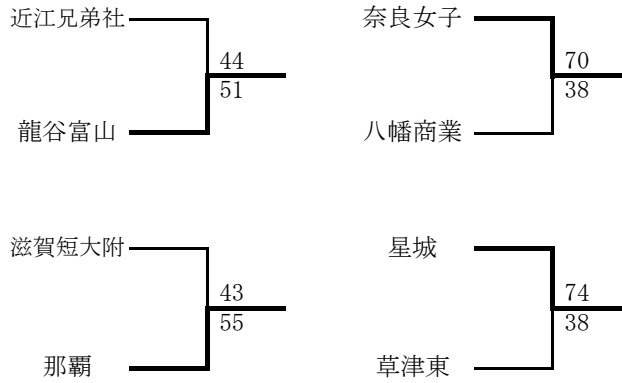 近江兄弟社
44
51
龍谷富山
奈良女子
70
38
八幡商業
滋賀短大附
43
55
那覇
星城
74
38
草津東